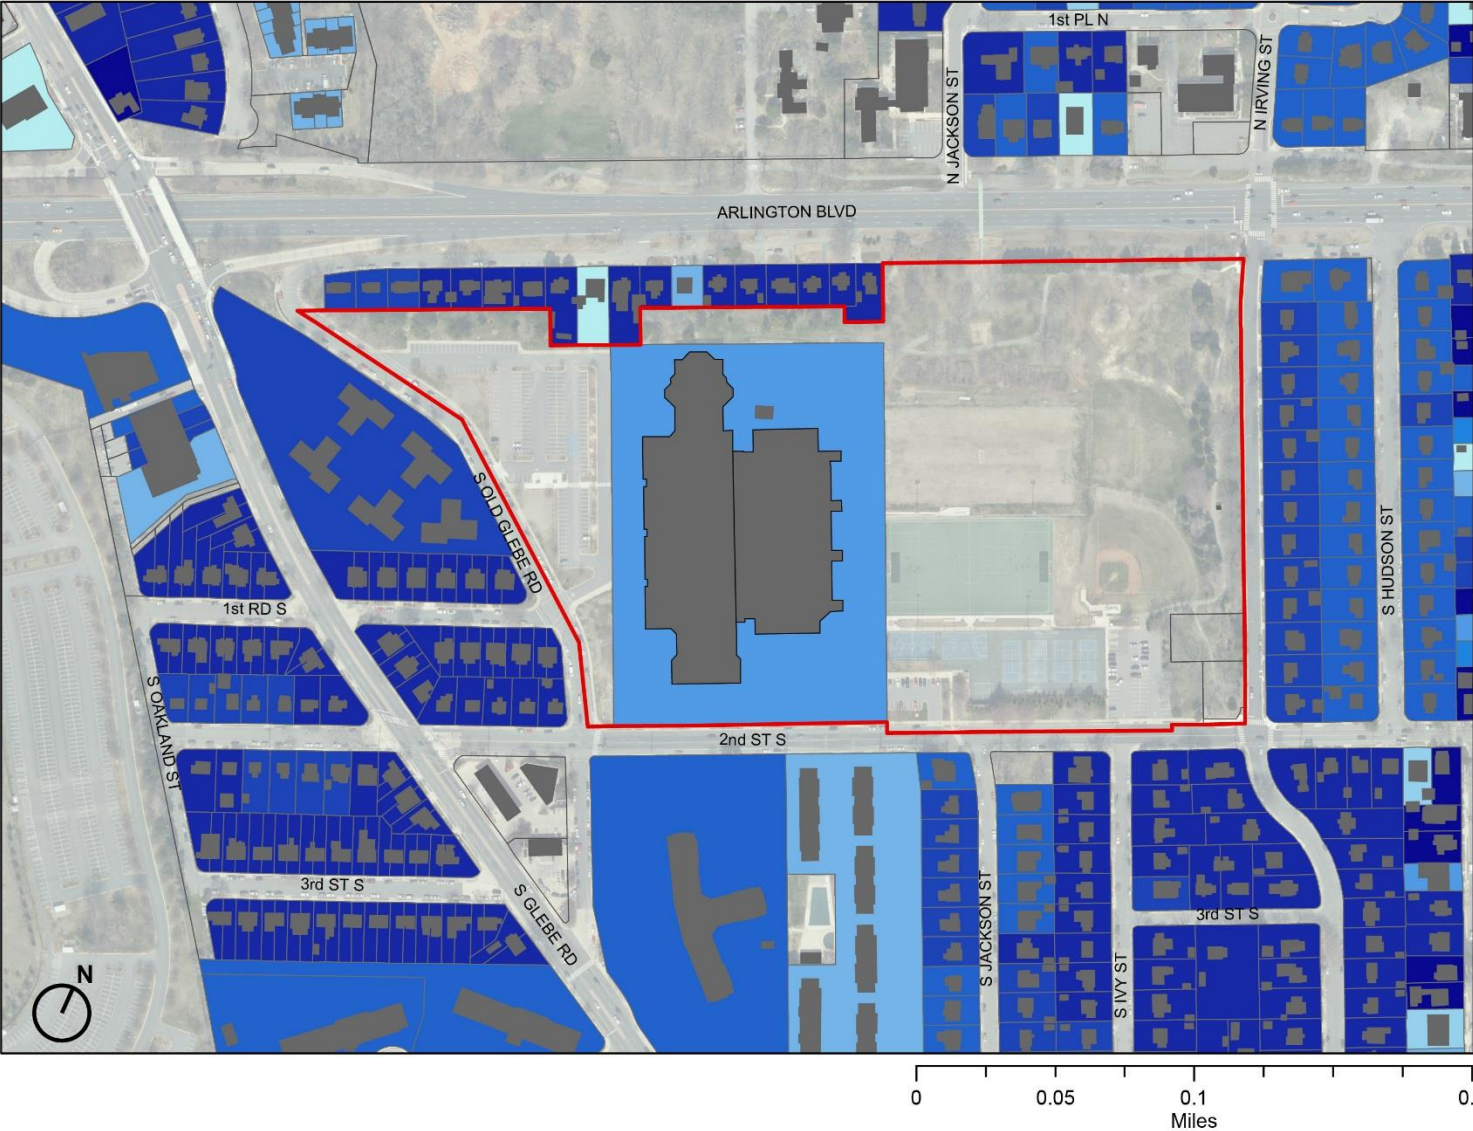 1st PL N
N JACKSON ST
N IRVING ST
ARLINGTON BLVD
S OLD GLEBE RD
S HUDSON ST
1st RD S
S OAKLAND ST
2nd ST S
3rd ST S
S GLEBE RD
S JACKSON ST
S IVY ST
3rd ST S
N
0 0.05 0.1 0.
Miles